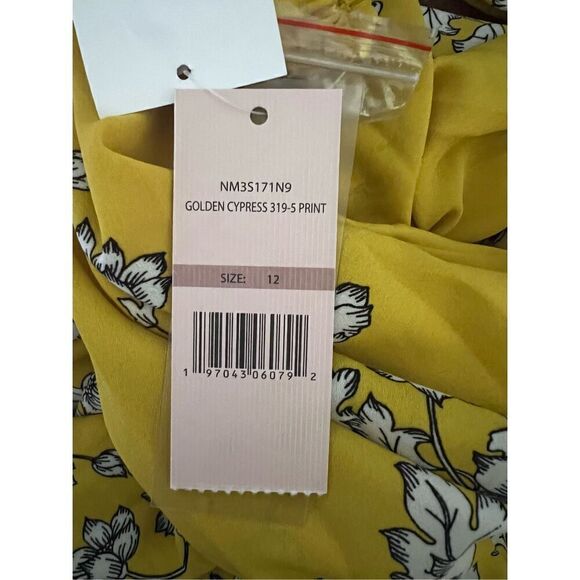 NM3S171N9
GOLDEN CYPRESS 319-5 PRINT
SIZE: 12
1 97043 06079 2